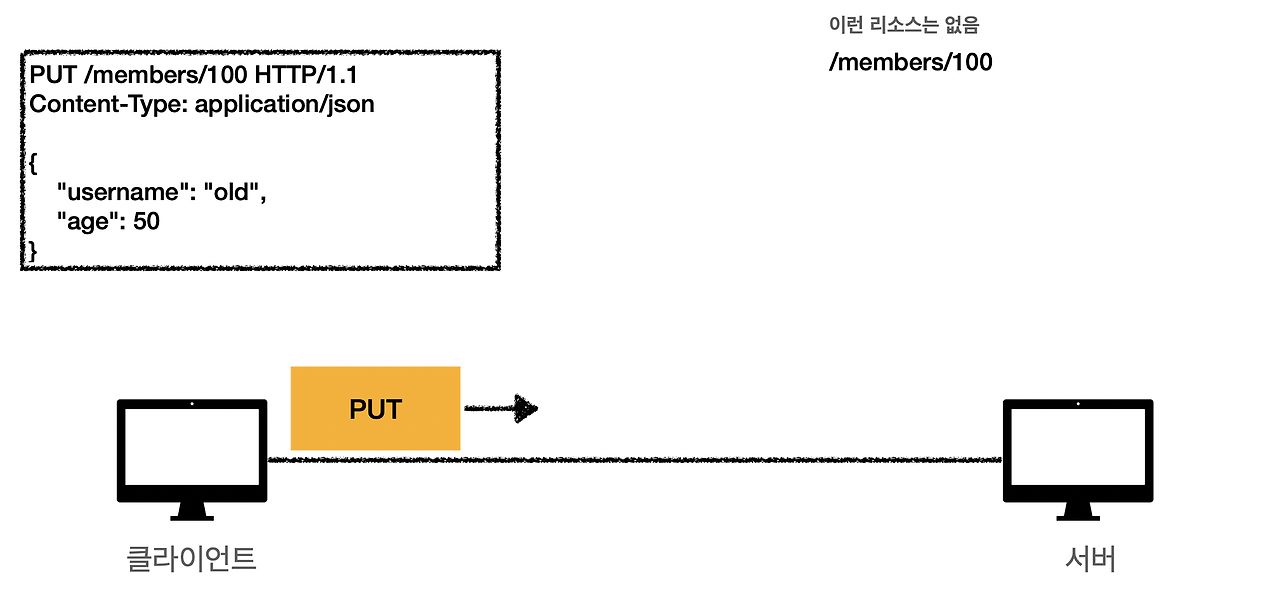 이런 리소스는 없음
/members/100
PUT /members/100 HTTP/1.1
Content-Type: application/json
{
"username": "old",
"age": 50
}
PUT
클라이언트
서버